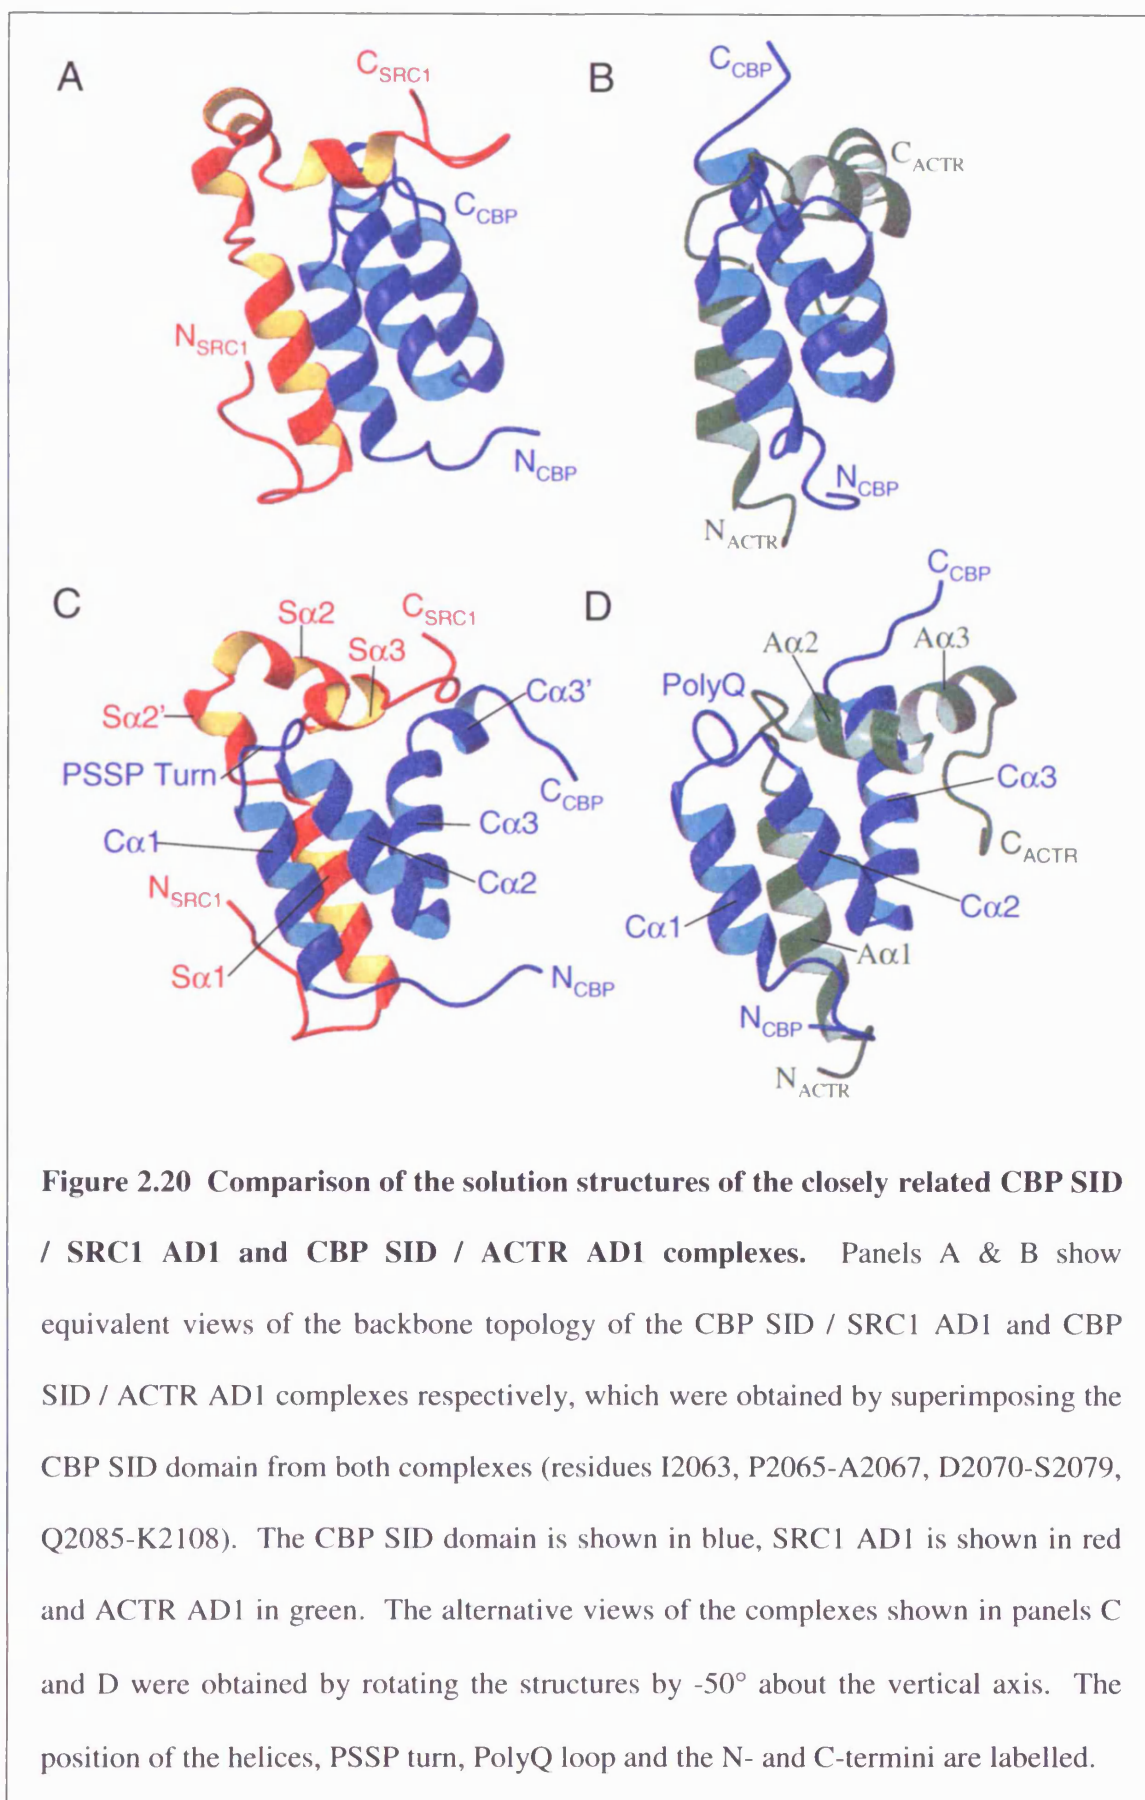 A
C SRC1
B
C CBP
C ACTR
C CBP
N SRC1
N CBP
N CBP
N ACTR
C
Sα2
C SRC1
Sα3
D
C CBP
Aα2
Aα3
PolyQ
Sα2'
Cα3'
PSSP Turn
C CBP
Cα3
Cα1
Cα3
C ACTR
N SRC1
Cα2
Cα1
Cα2
Aα1
Sα1
N CBP
N CBP
N ACTR
Figure 2.20 Comparison of the solution structures of the closely related CBP SID
/ SRC1 AD1 and CBP SID / ACTR AD1 complexes. Panels A & B show
equivalent views of the backbone topology of the CBP SID / SRC1 AD1 and CBP
SID / ACTR AD1 complexes respectively, which were obtained by superimposing the
CBP SID domain from both complexes (residues I2063, P2065-A2067, D2070-S2079,
Q2085-K2108). The CBP SID domain is shown in blue, SRC1 AD1 is shown in red
and ACTR AD1 in green. The alternative views of the complexes shown in panels C
and D were obtained by rotating the structures by -50° about the vertical axis. The
position of the helices, PSSP turn, PolyQ loop and the N- and C-termini are labelled.